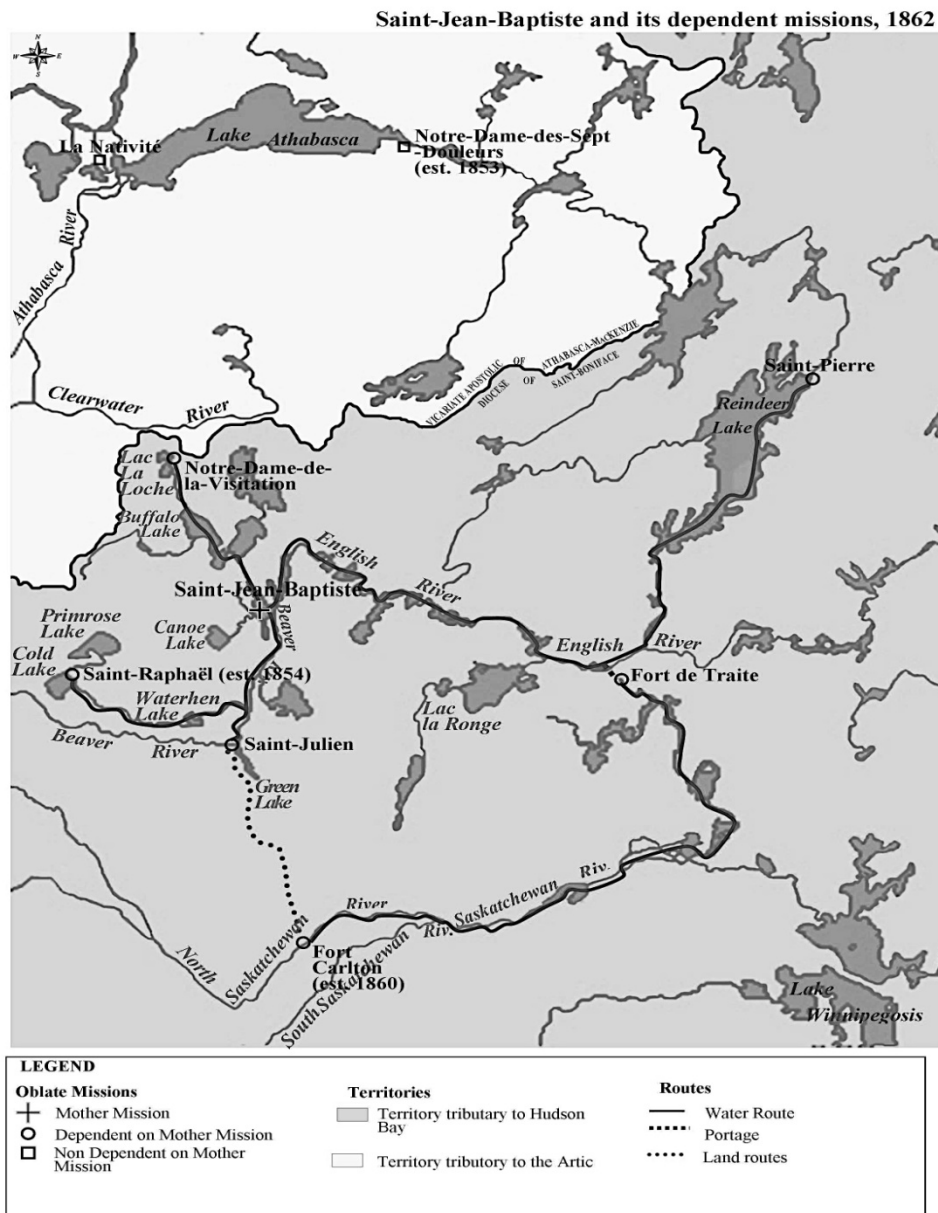 Saint-Jean-Baptiste and its dependent missions, 1862
N
W
E
S
Lake
Athabasca
La Nativité
Notre-Dame-des-Sept
-Douleurs
(est. 1853)
Athabasca
River
VICARIATE APOSTOLIC OF ATHABASCA-MacKENZIE
DIOCESE OF SAINT-BONIFACE
Saint-Pierre
Reindeer
Lake
Clearwater
River
Lac
La
Loche
Notre-Dame-de-
la-Visitation
Buffalo
Lake
English
River
Saint-Jean-Baptiste
Beaver
Primrose
Lake
Canoe
Lake
English
River
Cold
Lake
Saint-Raphaël (est. 1854)
Fort de Traite
Waterhen
Lake
Lac
la Ronge
Beaver
River
Saint-Julien
Green
Lake
River
Saskatchewan
Riv.
North
Saskatchewan
Riv.
Fort
Carlton
(est. 1860)
South Saskatchewan
Lake
Winnipegosis
LEGEND
Oblate Missions
Mother Mission
Dependent on Mother Mission
Non Dependent on Mother
Mission
Territories
Territory tributary to Hudson
Bay
Territory tributory to the Artic
Routes
Water Route
Portage
Land routes